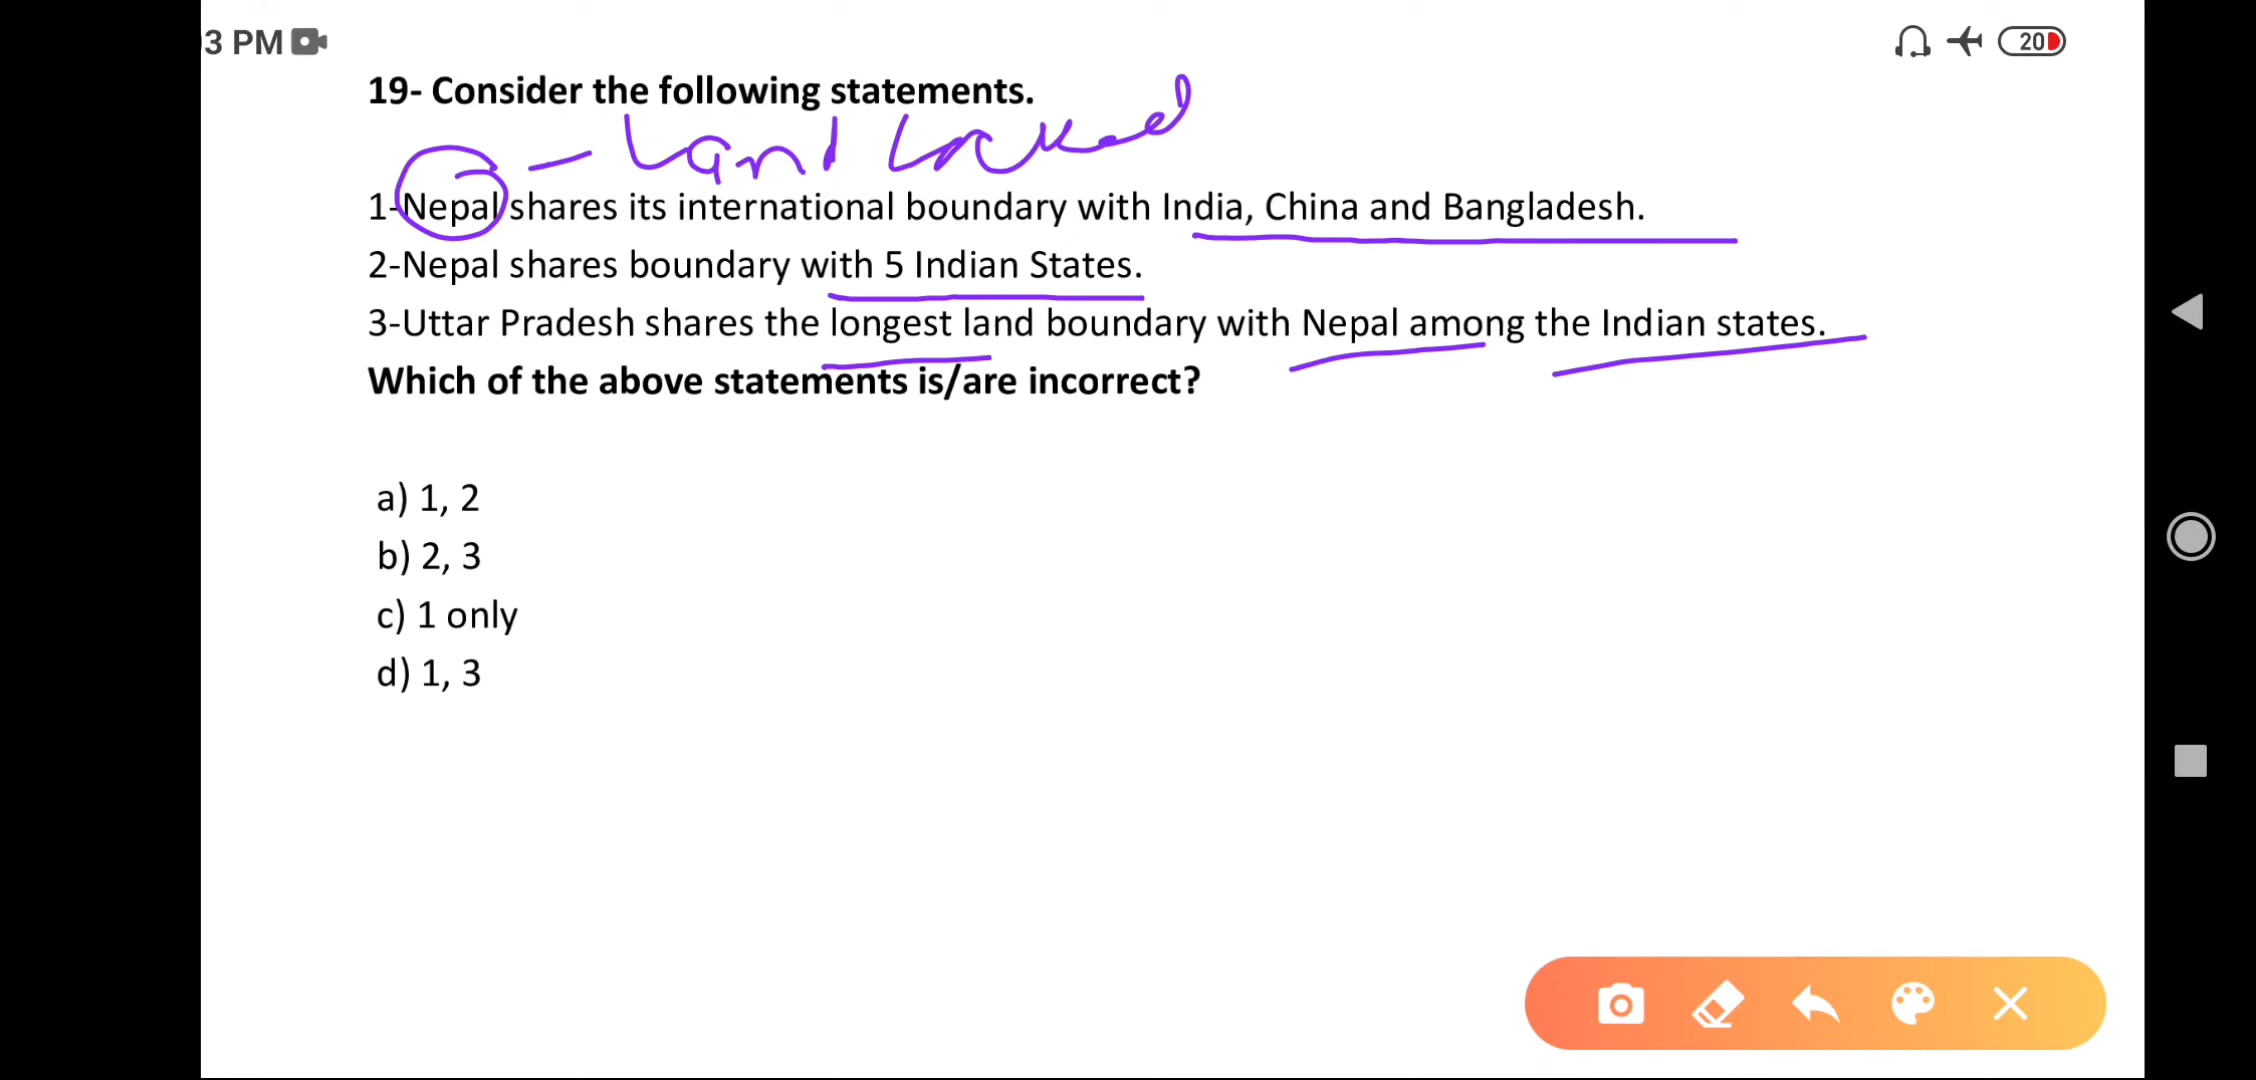 3 PM
20
19- Consider the following statements.
- Land Locked
1-Nepal shares its international boundary with India, China and Bangladesh.
2-Nepal shares boundary with 5 Indian States.
3-Uttar Pradesh shares the longest land boundary with Nepal among the Indian states.
Which of the above statements is/are incorrect?
a) 1, 2
b) 2, 3
c) 1 only
d) 1, 3